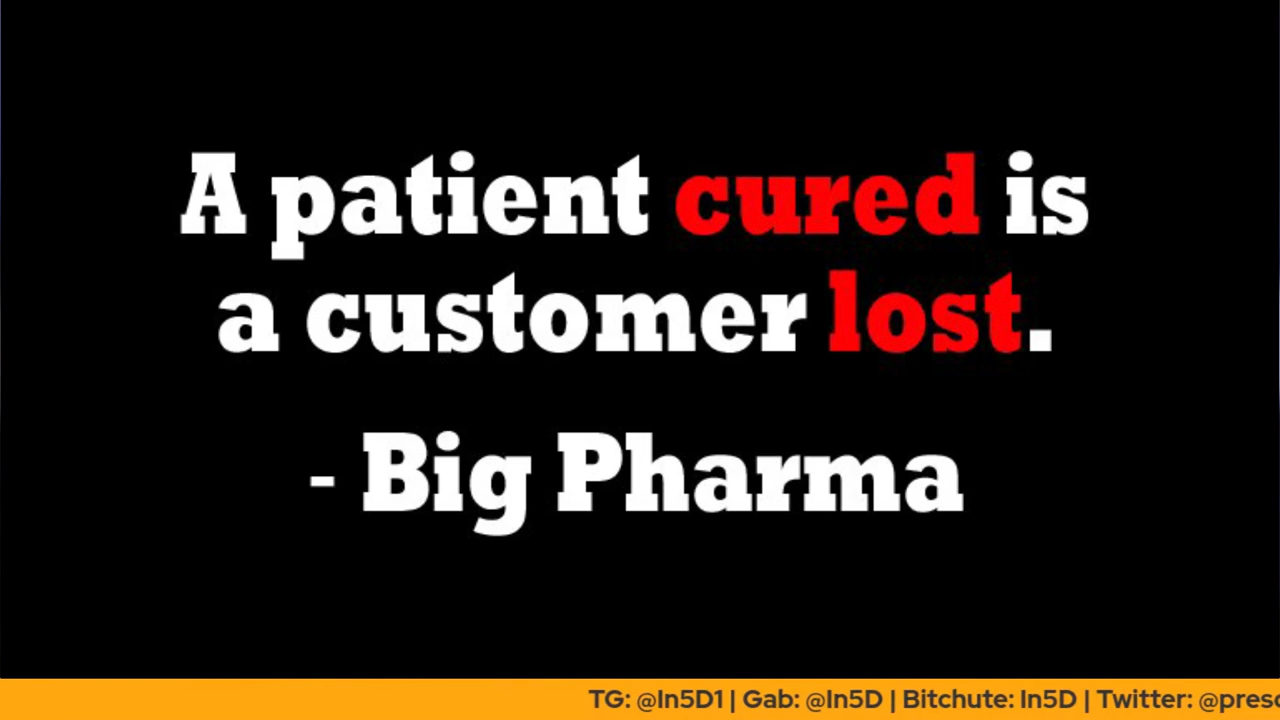 A patient cured is
a customer lost.
- Big Pharma
TG: @In5D1 | Gab: @In5D | Bitchute: In5D | Twitter: